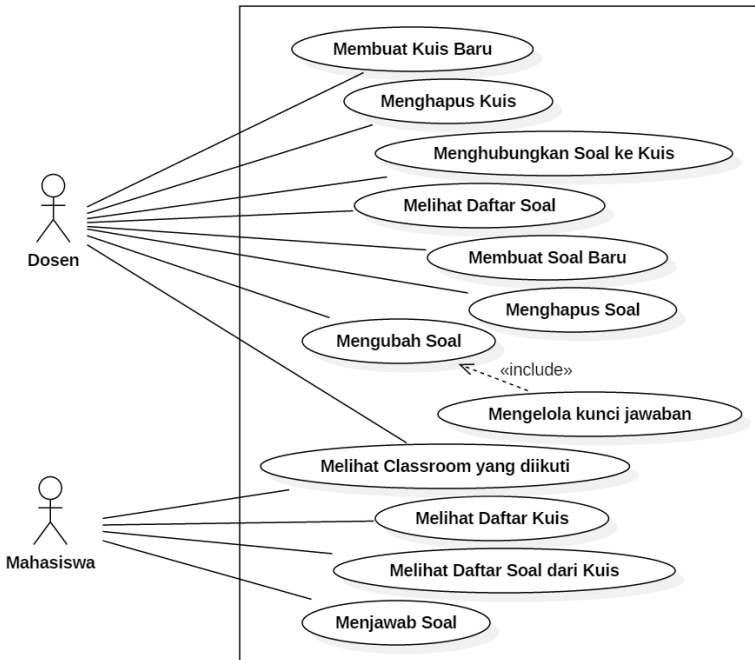 Membuat Kuis Baru
Menghapus Kuis
Menghubungkan Soal ke Kuis
Melihat Daftar Soal
Dosen
Membuat Soal Baru
Menghapus Soal
Mengubah Soal
«include»
Mengelola kunci jawaban
Melihat Classroom yang diikuti
Melihat Daftar Kuis
Mahasiswa
Melihat Daftar Soal dari Kuis
Menjawab Soal